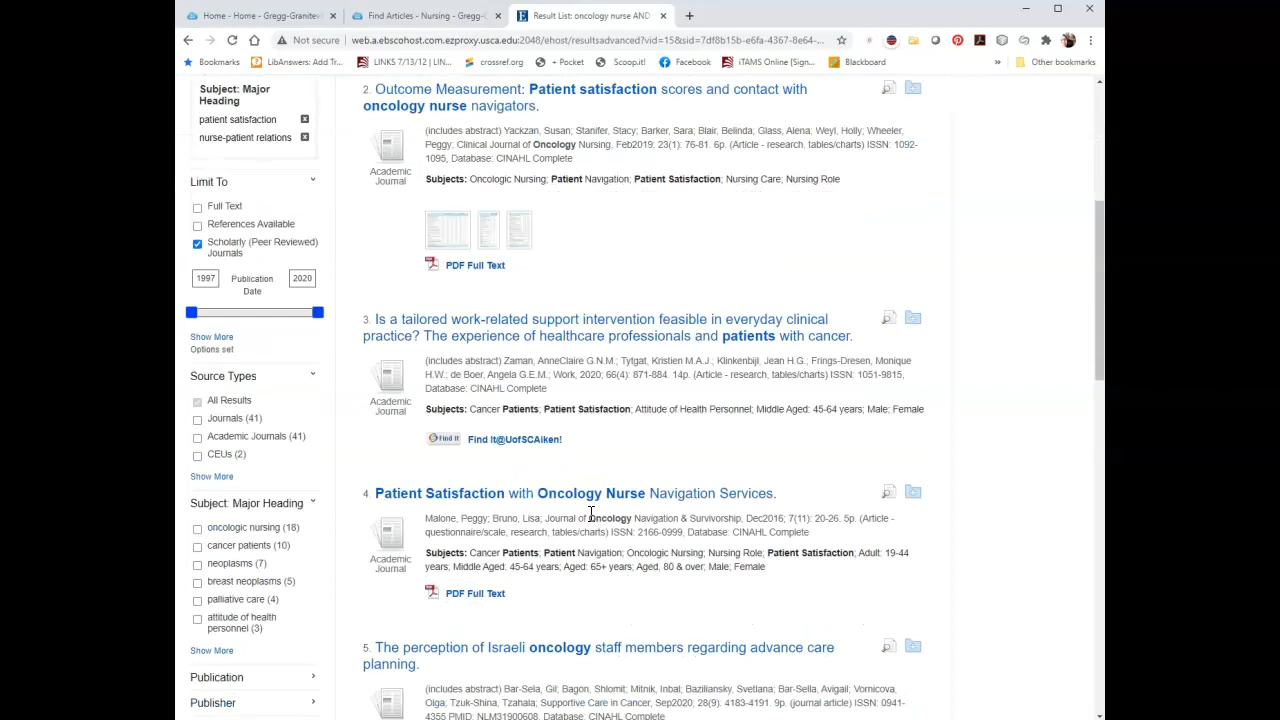 Home - Home - Gregg-Granitev
Find Articles - Nursing - Gregg-G
Result List: oncology nurse AND
Not secure
web.a.ebscohost.com.ezproxy.usca.edu:2048/ehost/resultsadvanced?vid=15&sid=7df8b15b-e6fa-4367-8e64-...
Bookmarks
LibAnswers: Add Tr...
LINKS 7/13/12 | LIN...
crossref.org
+ Pocket
Scoop.it!
Facebook
iTAMS Online [Sign...
Blackboard
»
Other bookmarks
Subject: Major
Heading
patient satisfaction
nurse-patient relations
Limit To
Full Text
References Available
Scholarly (Peer Reviewed)
Journals
1997 Publication 2020
Date
Show More
Options set
Source Types
All Results
Journals (41)
Academic Journals (41)
CEUs (2)
Show More
Subject: Major Heading
oncologic nursing (18)
cancer patients (10)
neoplasms (7)
breast neoplasms (5)
palliative care (4)
attitude of health
personnel (3)
Show More
Publication
Publisher
2. Outcome Measurement: Patient satisfaction scores and contact with
oncology nurse navigators.
(includes abstract) Yackzan, Susan; Stanifer, Stacy; Barker, Sara; Blair, Belinda; Glass, Alena; Weyl, Holly; Wheeler,
Peggy; Clinical Journal of Oncology Nursing, Feb2019; 23(1): 76-81. 6p. (Article - research, tables/charts) ISSN: 1092-
1095, Database: CINAHL Complete
Academic
Journal
Subjects: Oncologic Nursing; Patient Navigation; Patient Satisfaction; Nursing Care; Nursing Role
PDF Full Text
3. Is a tailored work-related support intervention feasible in everyday clinical
practice? The experience of healthcare professionals and patients with cancer.
(includes abstract) Zaman, AnneClaire G.N.M.; Tytgat, Kristien M.A.J.; Klinkenbijl, Jean H.G.; Frings-Dresen, Monique
H.W.; de Boer, Angela G.E.M.; Work, 2020; 66(4): 871-884. 14p. (Article - research, tables/charts) ISSN: 1051-9815,
Database: CINAHL Complete
Academic
Journal
Subjects: Cancer Patients; Patient Satisfaction; Attitude of Health Personnel; Middle Aged: 45-64 years; Male; Female
Find It Find It@UofSCAiken!
4. Patient Satisfaction with Oncology Nurse Navigation Services.
Malone, Peggy; Bruno, Lisa; Journal of Oncology Navigation & Survivorship, Dec2016; 7(11): 20-26. 5p. (Article -
questionnaire/scale, research, tables/charts) ISSN: 2166-0999, Database: CINAHL Complete
Academic
Journal
Subjects: Cancer Patients; Patient Navigation; Oncologic Nursing; Nursing Role; Patient Satisfaction; Adult: 19-44
years; Middle Aged: 45-64 years; Aged: 65+ years; Aged, 80 & over; Male; Female
PDF Full Text
5. The perception of Israeli oncology staff members regarding advance care
planning.
(includes abstract) Bar-Sela, Gil; Bagon, Shlomit; Mitnik, Inbal; Baziliansky, Svetlana; Bar-Sella, Avigail; Vornicova,
Olga; Tzuk-Shina, Tzahala; Supportive Care in Cancer, Sep2020; 28(9): 4183-4191. 9p. (journal article) ISSN: 0941-
4355 PMID: NLM31900608, Database: CINAHL Complete